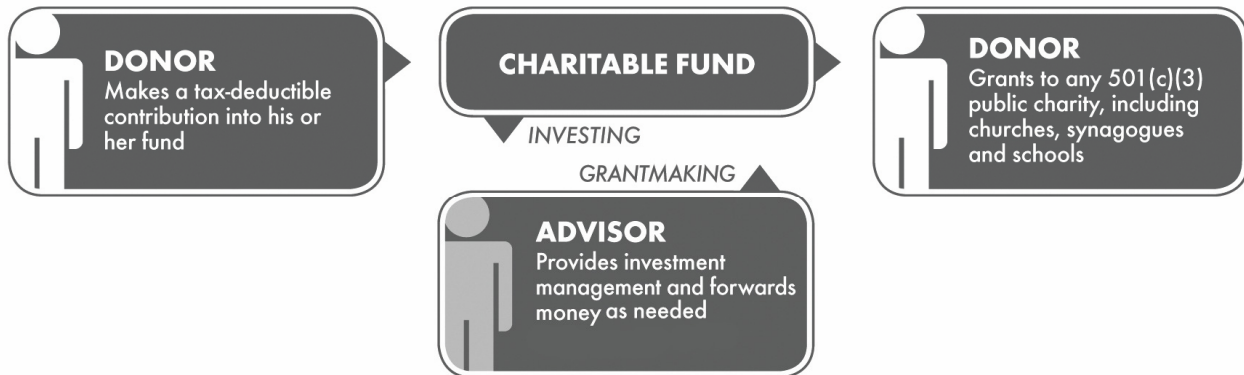 DONOR
Makes a tax-deductible
contribution into his or
her fund
CHARITABLE FUND
INVESTING
GRANTMAKING
ADVISOR
Provides investment
management and forwards
money as needed
DONOR
Grants to any 501(c)(3)
public charity, including
churches, synagogues
and schools